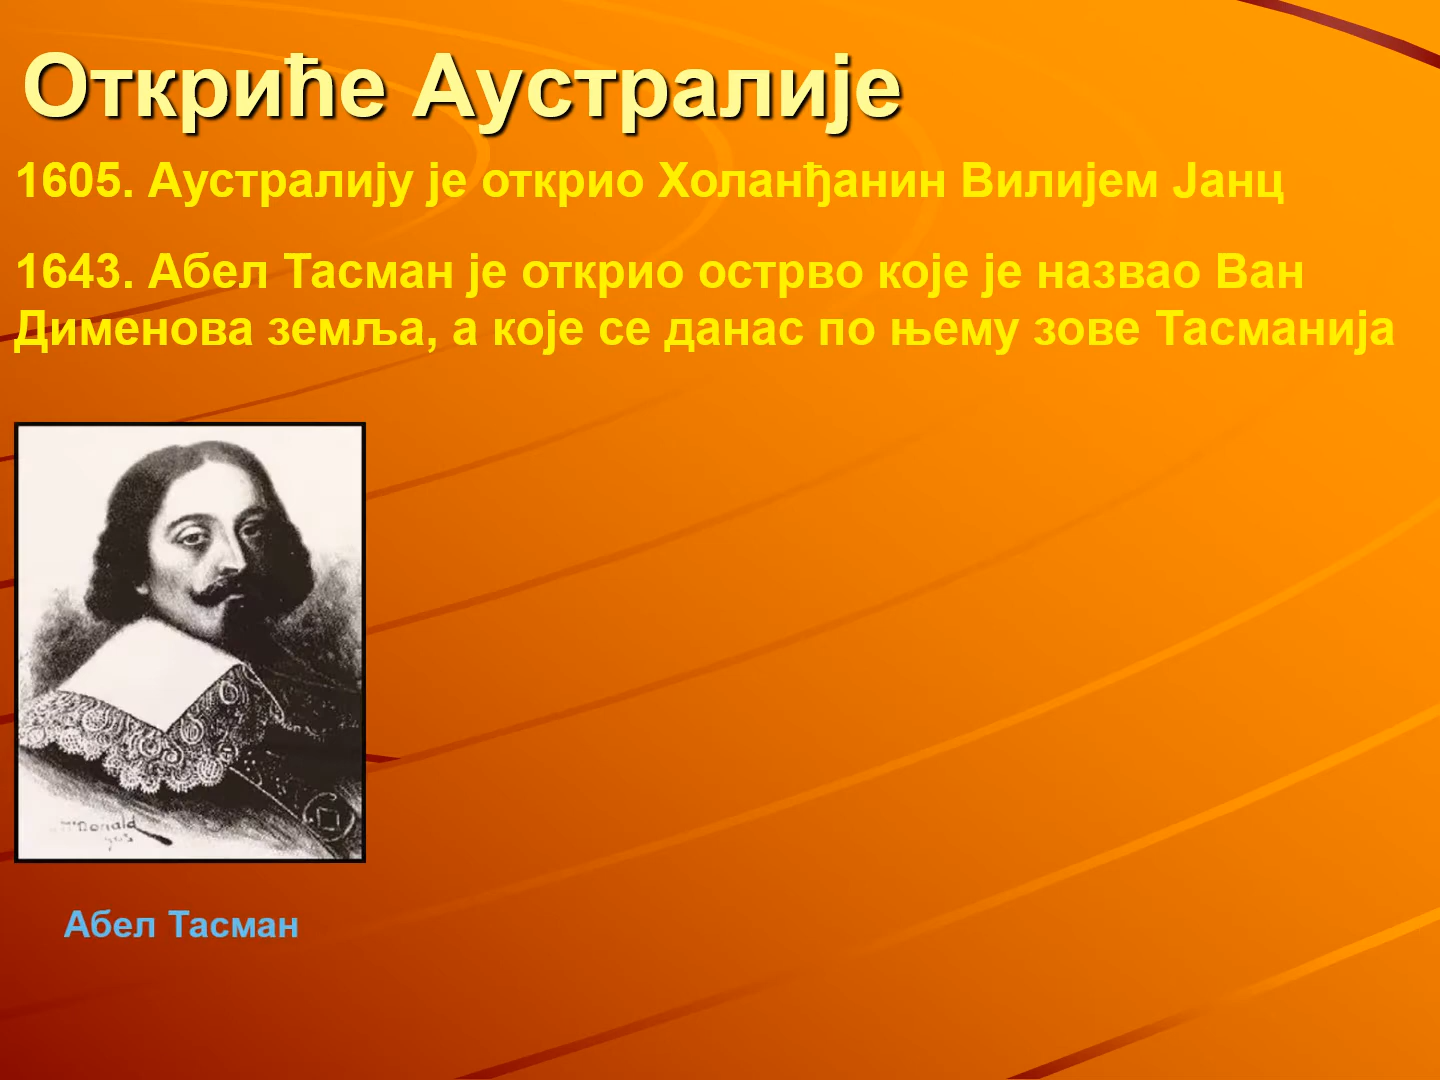 Откриће Аустралије
1605. Аустралију је открио Холанђанин Вилијем Јанц
1643. Абел Тасман је открио острво које је назвао Ван
Дименова земља, а које се данас по њему зове Тасманија
McDonald
Абел Тасман